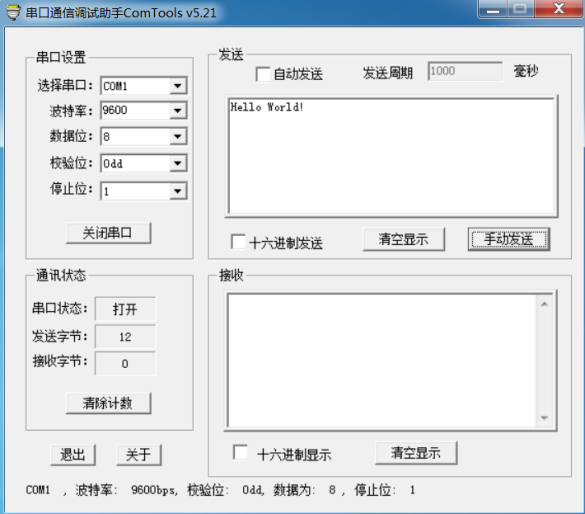 串口通信调试助手ComTools v5.21
串口设置
选择串口: COM1
波特率: 9600
数据位: 8
校验位: Odd
停止位: 1
关闭串口
发送
自动发送 发送周期 1000 毫秒
Hello World!
十六进制发送 清空显示 手动发送
通讯状态
串口状态: 打开
发送字节: 12
接收字节: 0
清除计数
退出 关于
接收
十六进制显示 清空显示
COM1 , 波特率: 9600bps, 校验位: Odd, 数据为: 8 , 停止位: 1